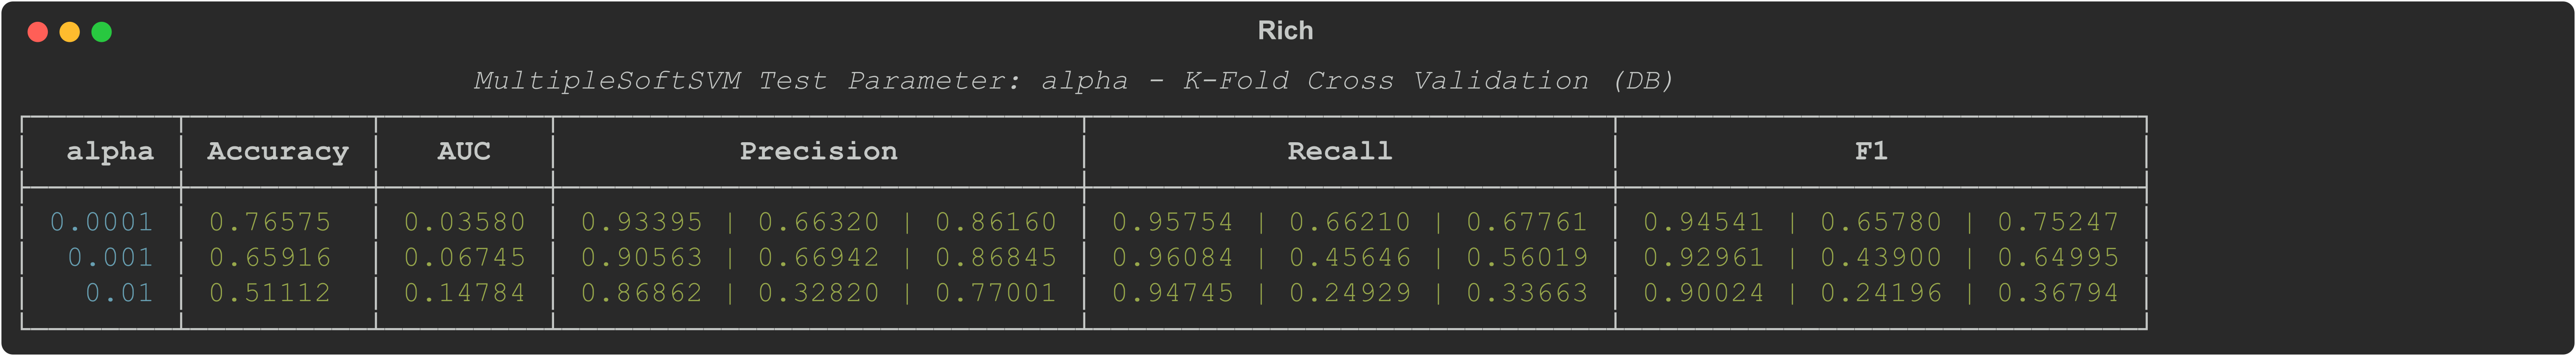 Rich
MultipleSoftSVM Test Parameter: alpha - K-Fold Cross Validation (DB)
alpha | Accuracy | AUC | Precision | Recall | F1
0.0001 | 0.76575 | 0.03580 | 0.93395 | 0.66320 | 0.86160 | 0.95754 | 0.66210 | 0.67761 | 0.94541 | 0.65780 | 0.75247
0.001 | 0.65916 | 0.06745 | 0.90563 | 0.66942 | 0.86845 | 0.96084 | 0.45646 | 0.56019 | 0.92961 | 0.43900 | 0.64995
0.01 | 0.51112 | 0.14784 | 0.86862 | 0.32820 | 0.77001 | 0.94745 | 0.24929 | 0.33663 | 0.90024 | 0.24196 | 0.36794